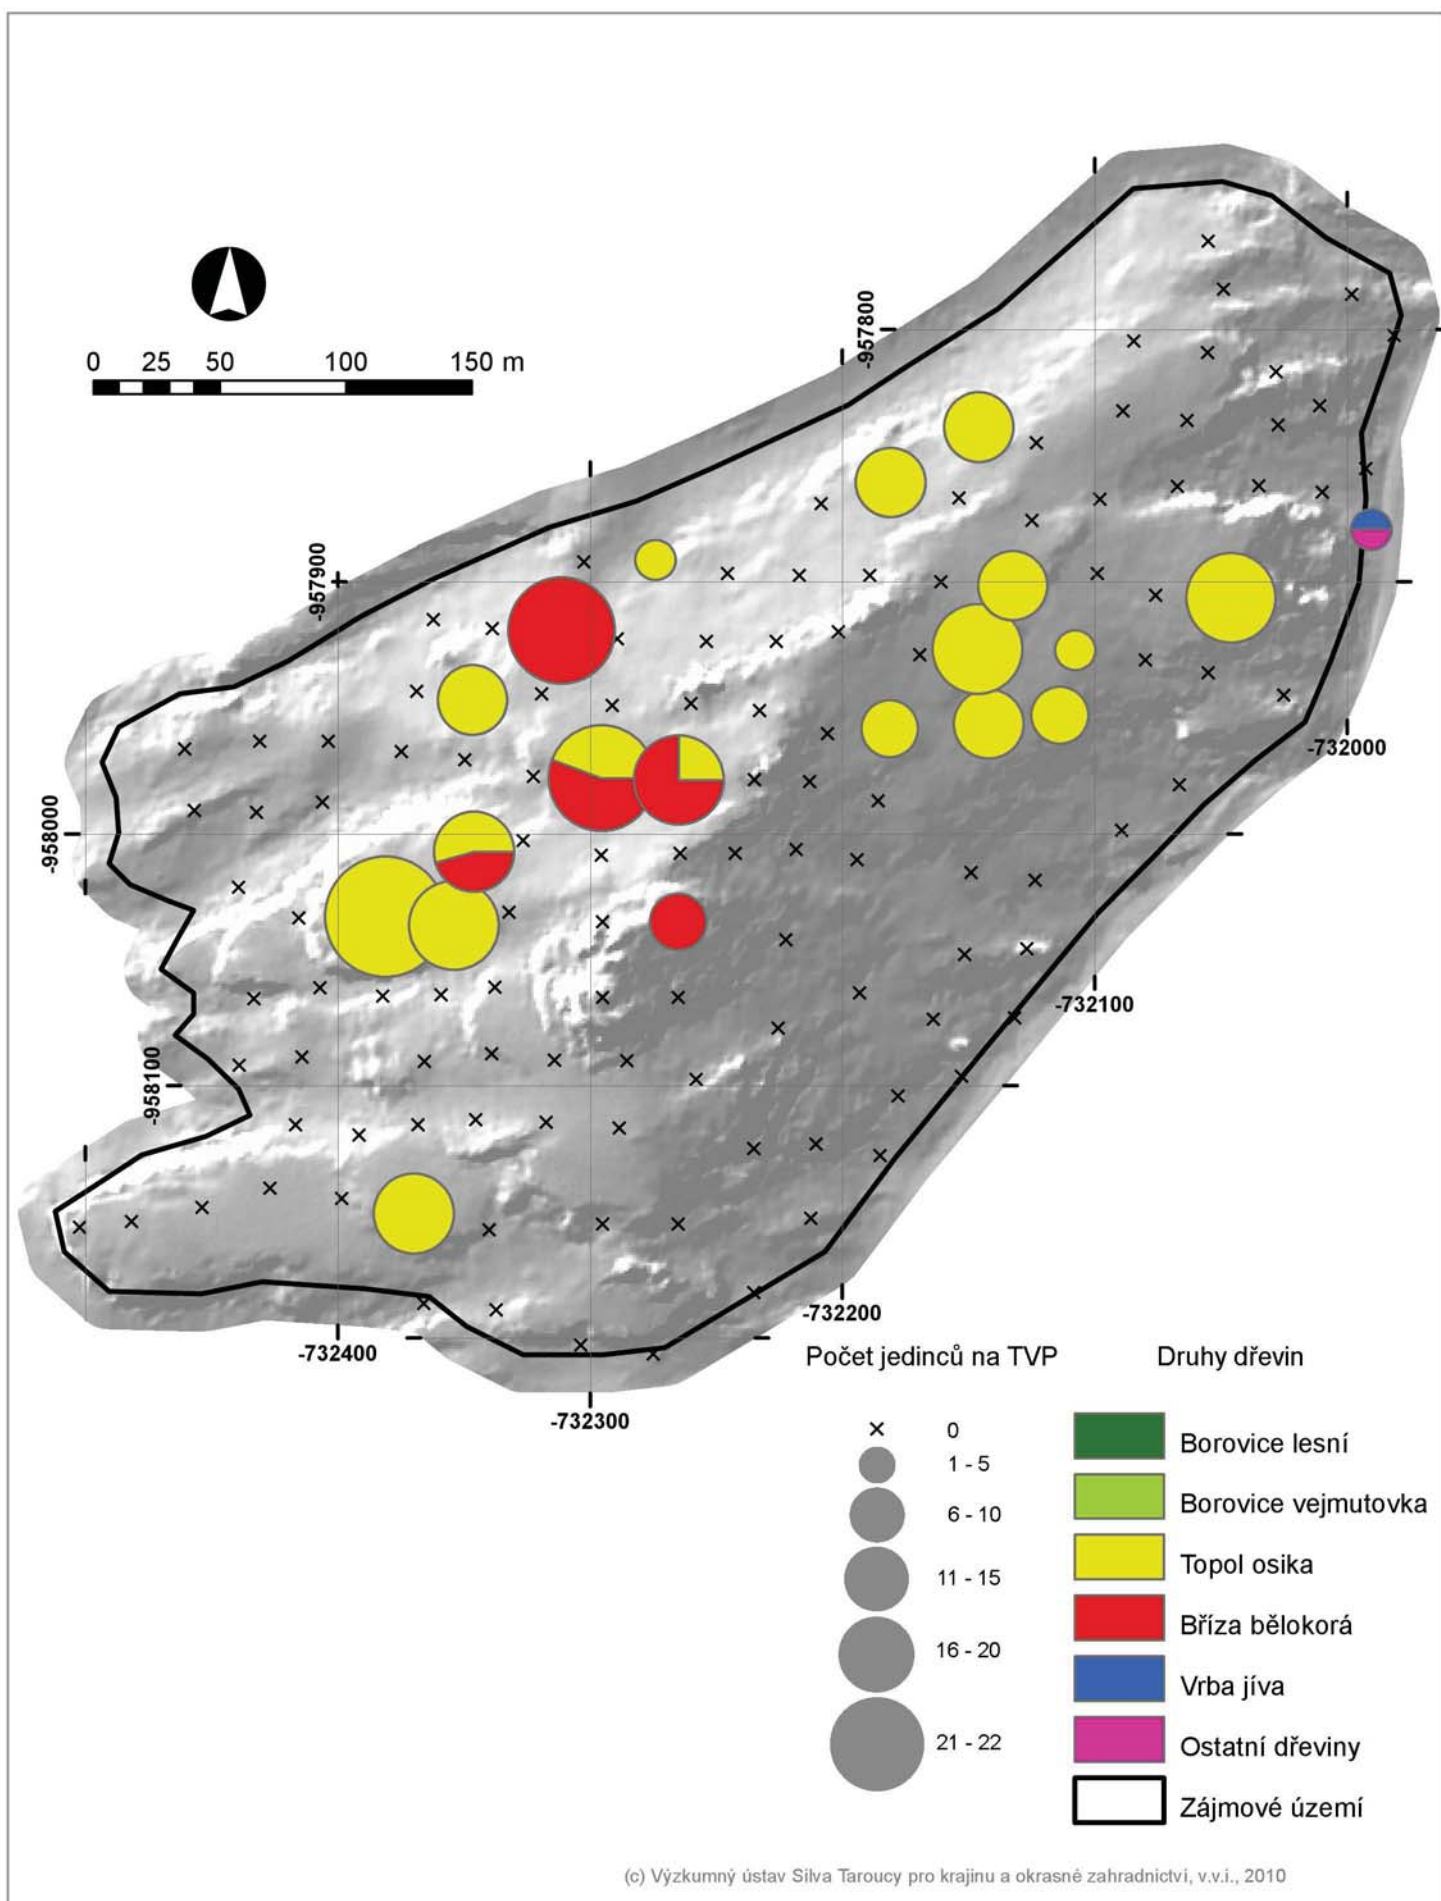 0 25 50 100 150 m
-957800
-957900
-732000
-958000
-732100
-958100
-732200
-732400
-732300
Počet jedinců na TVP
0
1 - 5
6 - 10
11 - 15
16 - 20
21 - 22
Druhy dřevin
Borovice lesní
Borovice vejmutovka
Topol osika
Bříza bělokorá
Vrba jíva
Ostatní dřeviny
Zájmové území
(c) Výzkumný ústav Silva Taroucy pro krajinu a okrasné zahradnictví, v.v.i., 2010